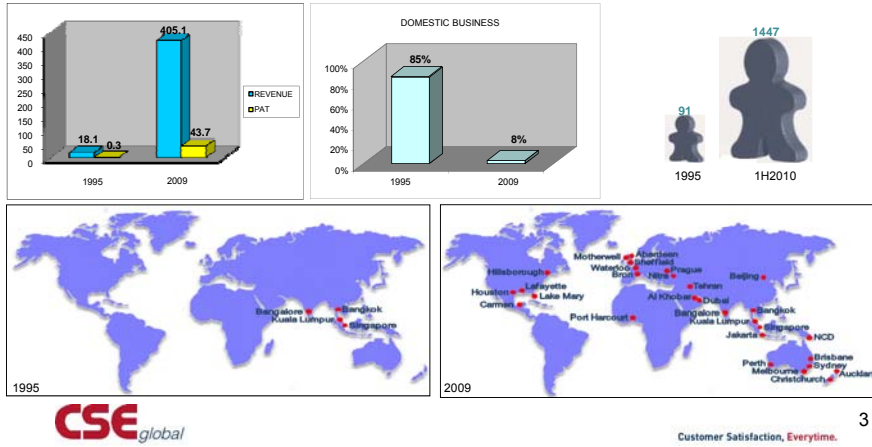 405.1
450
400
350
300
250
200
150
100
50
0
18.1
0.3
43.7
1995
2009
REVENUE
PAT
DOMESTIC BUSINESS
85%
100%
80%
60%
40%
20%
0%
8%
1995
2009
1447
91
1995
1H2010
Bangalore
Bangkok
Kuala Lumpur
Singapore
1995
Motherwell
Aberdeen
Sheffield
Waterloo
Bron
Prague
Nitra
Hillsborough
Beijing
Tehran
Houston
Lafayette
Lake Mary
Al Khobar
Dubai
Carmen
Bangalore
Bangkok
Port Harcourt
Kuala Lumpur
Singapore
Jakarta
NCD
Brisbane
Perth
Sydney
Melbourne
Aucklan
Christchurch
2009
CSE global
Customer Satisfaction, Everytime.
3